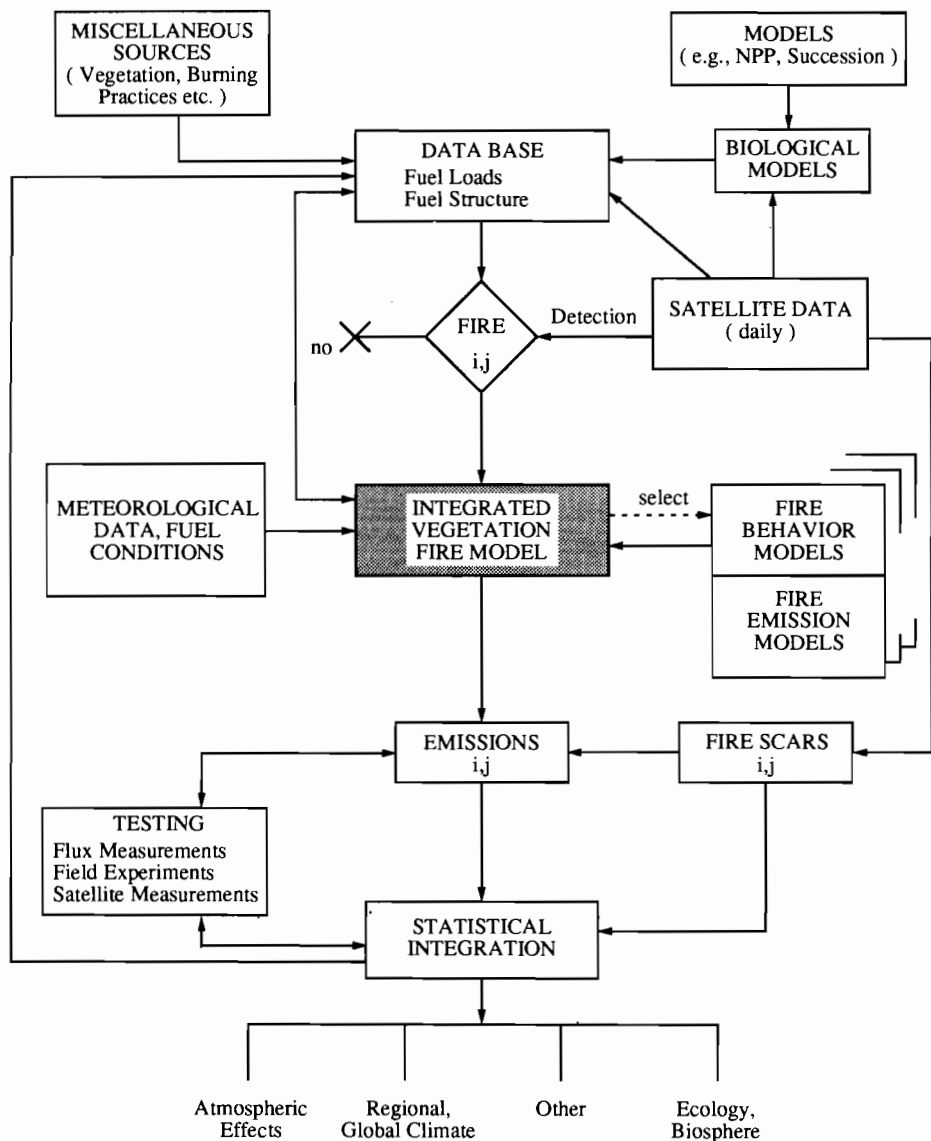 MISCELLANEOUS
SOURCES
( Vegetation, Burning
Practices etc. )
MODELS
( e.g., NPP, Succession )
DATA BASE
Fuel Loads
Fuel Structure
BIOLOGICAL
MODELS
FIRE
i,j
no
Detection
SATELLITE DATA
( daily )
METEOROLOGICAL
DATA, FUEL
CONDITIONS
INTEGRATED
VEGETATION
FIRE MODEL
select
FIRE
BEHAVIOR
MODELS
FIRE
EMISSION
MODELS
EMISSIONS
i,j
FIRE SCARS
i,j
TESTING
Flux Measurements
Field Experiments
Satellite Measurements
STATISTICAL
INTEGRATION
Atmospheric
Effects
Regional,
Global Climate
Other
Ecology,
Biosphere